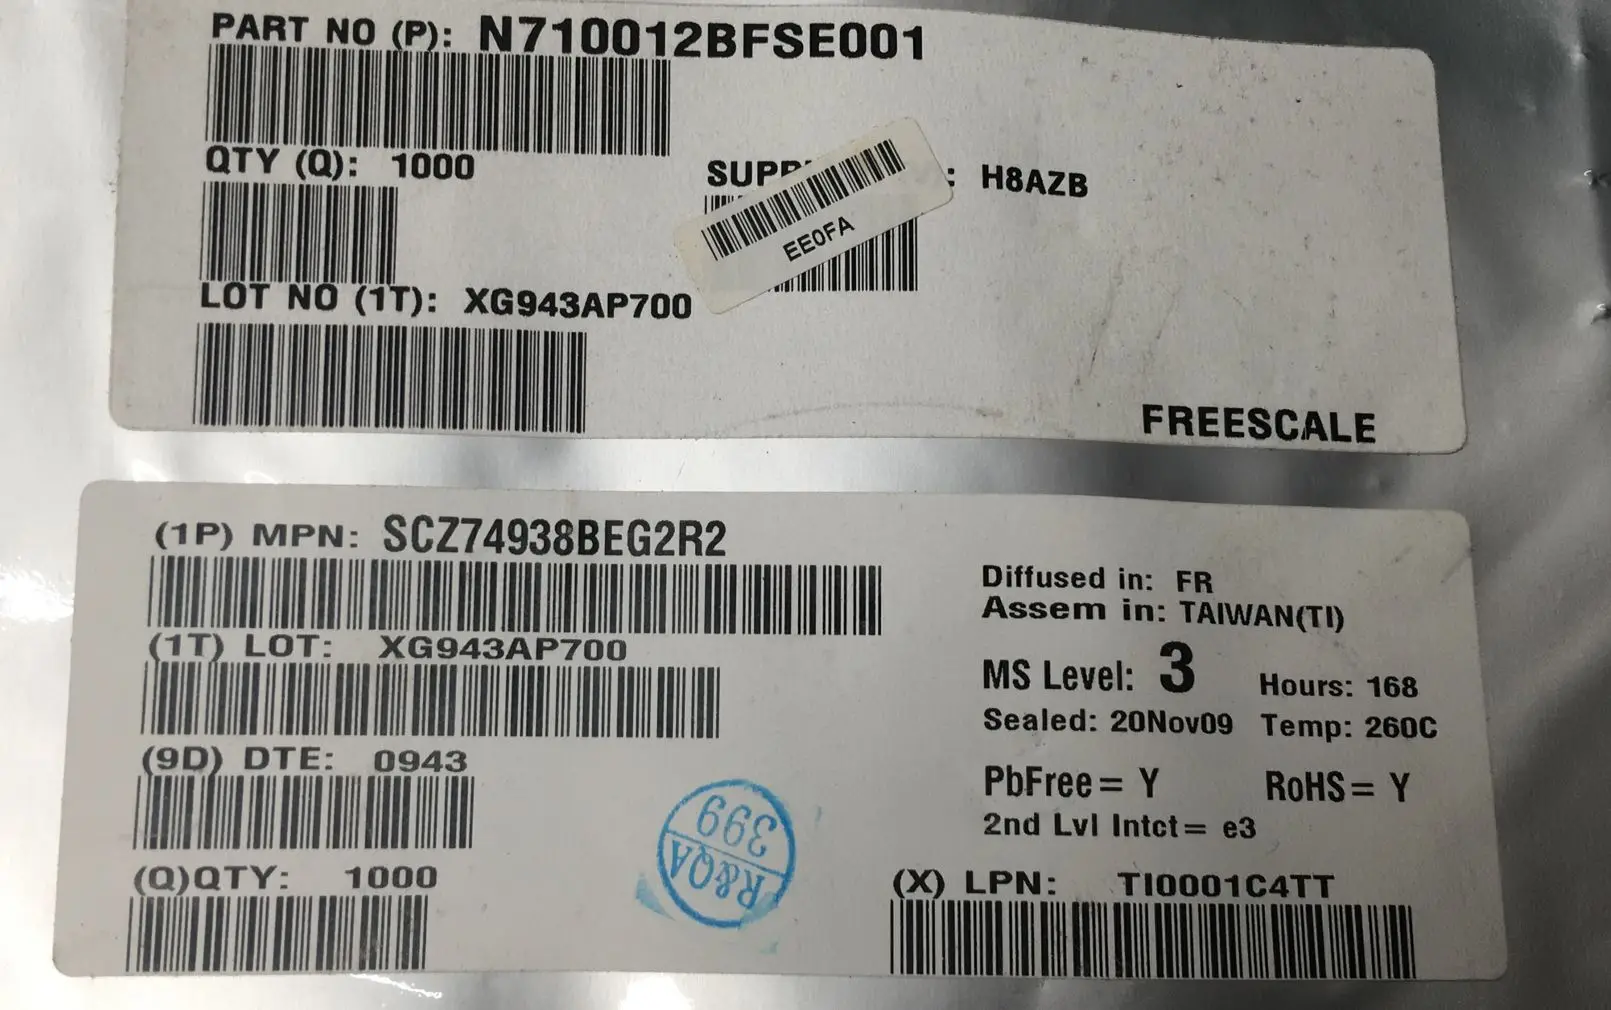 PART NO (P): N710012BFSE001
QTY (Q): 1000
: H8AZB
EE0FA
LOT NO (1T): XG943AP700
FREESCALE
(1P) MPN: SCZ74938BEG2R2
(1T) LOT: XG943AP700
(9D) DTE: 0943
(Q)QTY: 1000
Diffused in: FR
Assem in: TAIWAN(TI)
MS Level: 3 Hours: 168
Sealed: 20Nov09 Temp: 260C
PbFree= Y RoHS= Y
2nd Lvl Intct= e3
(X) LPN: TI0001C4TT
R&QA
399